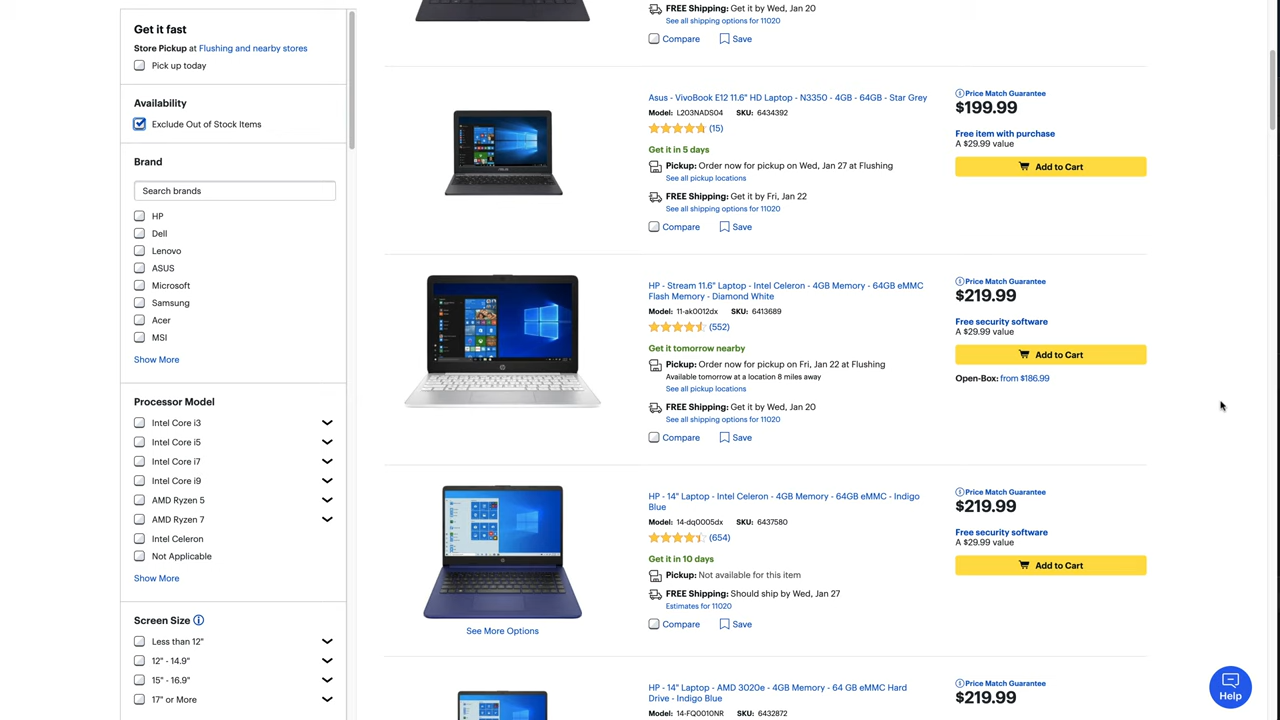 Get it fast
Store Pickup at Flushing and nearby stores
Pick up today
Availability
Exclude Out of Stock Items
Brand
Search brands
HP
Dell
Lenovo
ASUS
Microsoft
Samsung
Acer
MSI
Show More
Processor Model
Intel Core i3
Intel Core i5
Intel Core i7
Intel Core i9
AMD Ryzen 5
AMD Ryzen 7
Intel Celeron
Not Applicable
Show More
Screen Size
Less than 12"
12" - 14.9"
15" - 16.9"
17" or More
FREE Shipping: Get it by Wed, Jan 20
See all shipping options for 11020
Compare Save
Asus - VivoBook E12 11.6" HD Laptop - N3350 - 4GB - 64GB - Star Grey
Model: L203NADS04 SKU: 6434392
(15)
Get it in 5 days
Pickup: Order now for pickup on Wed, Jan 27 at Flushing
See all pickup locations
FREE Shipping: Get it by Fri, Jan 22
See all shipping options for 11020
Compare Save
Price Match Guarantee
$199.99
Free item with purchase
A $29.99 value
Add to Cart
HP - Stream 11.6" Laptop - Intel Celeron - 4GB Memory - 64GB eMMC
Flash Memory - Diamond White
Model: 11-ak0012dx SKU: 6413689
(552)
Get it tomorrow nearby
Pickup: Order now for pickup on Fri, Jan 22 at Flushing
Available tomorrow at a location 8 miles away
See all pickup locations
FREE Shipping: Get it by Wed, Jan 20
See all shipping options for 11020
Compare Save
Price Match Guarantee
$219.99
Free security software
A $29.99 value
Add to Cart
Open-Box: from $186.99
HP - 14" Laptop - Intel Celeron - 4GB Memory - 64GB eMMC - Indigo
Blue
Model: 14-dq0005dx SKU: 6437580
(654)
Get it in 10 days
Pickup: Not available for this item
FREE Shipping: Should ship by Wed, Jan 27
Estimates for 11020
Compare Save
See More Options
Price Match Guarantee
$219.99
Free security software
A $29.99 value
Add to Cart
HP - 14" Laptop - AMD 3020e - 4GB Memory - 64 GB eMMC Hard
Drive - Indigo Blue
Model: 14-FQ0010NR SKU: 6432872
Price Match Guarantee
$219.99
Help